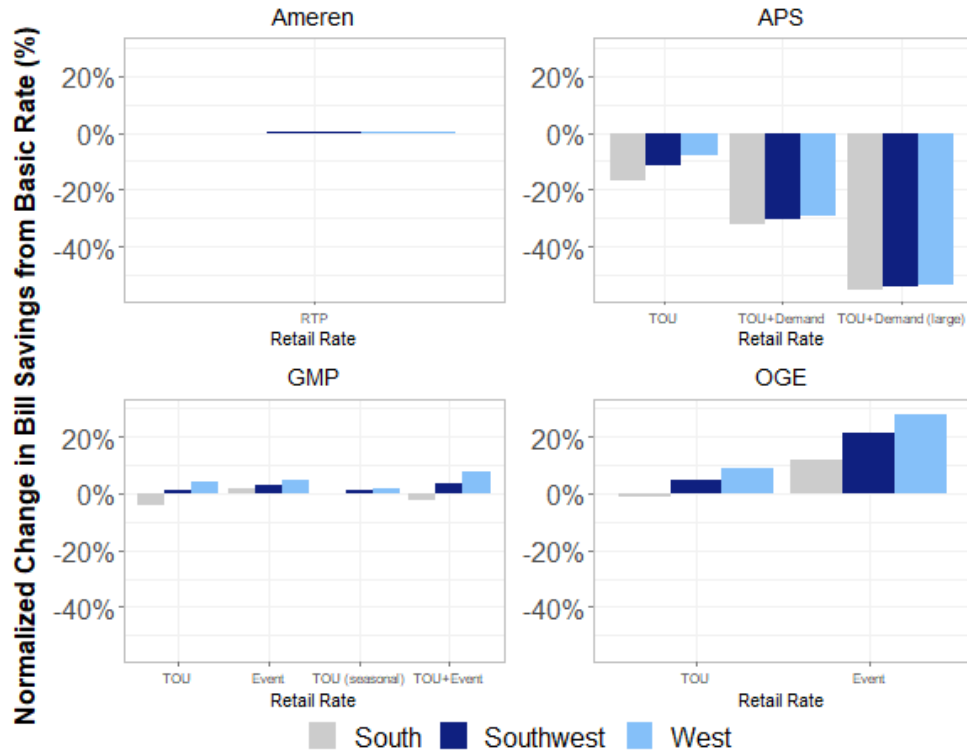 Normalized Change in Bill Savings from Basic Rate (%)
Ameren
20%
0%
-20%
-40%
RTP
Retail Rate
APS
20%
0%
-20%
-40%
TOU TOU+Demand TOU+Demand (large)
Retail Rate
GMP
20%
0%
-20%
-40%
TOU Event TOU (seasonal) TOU+Event
Retail Rate
OGE
20%
0%
-20%
-40%
TOU Event
Retail Rate
South Southwest West